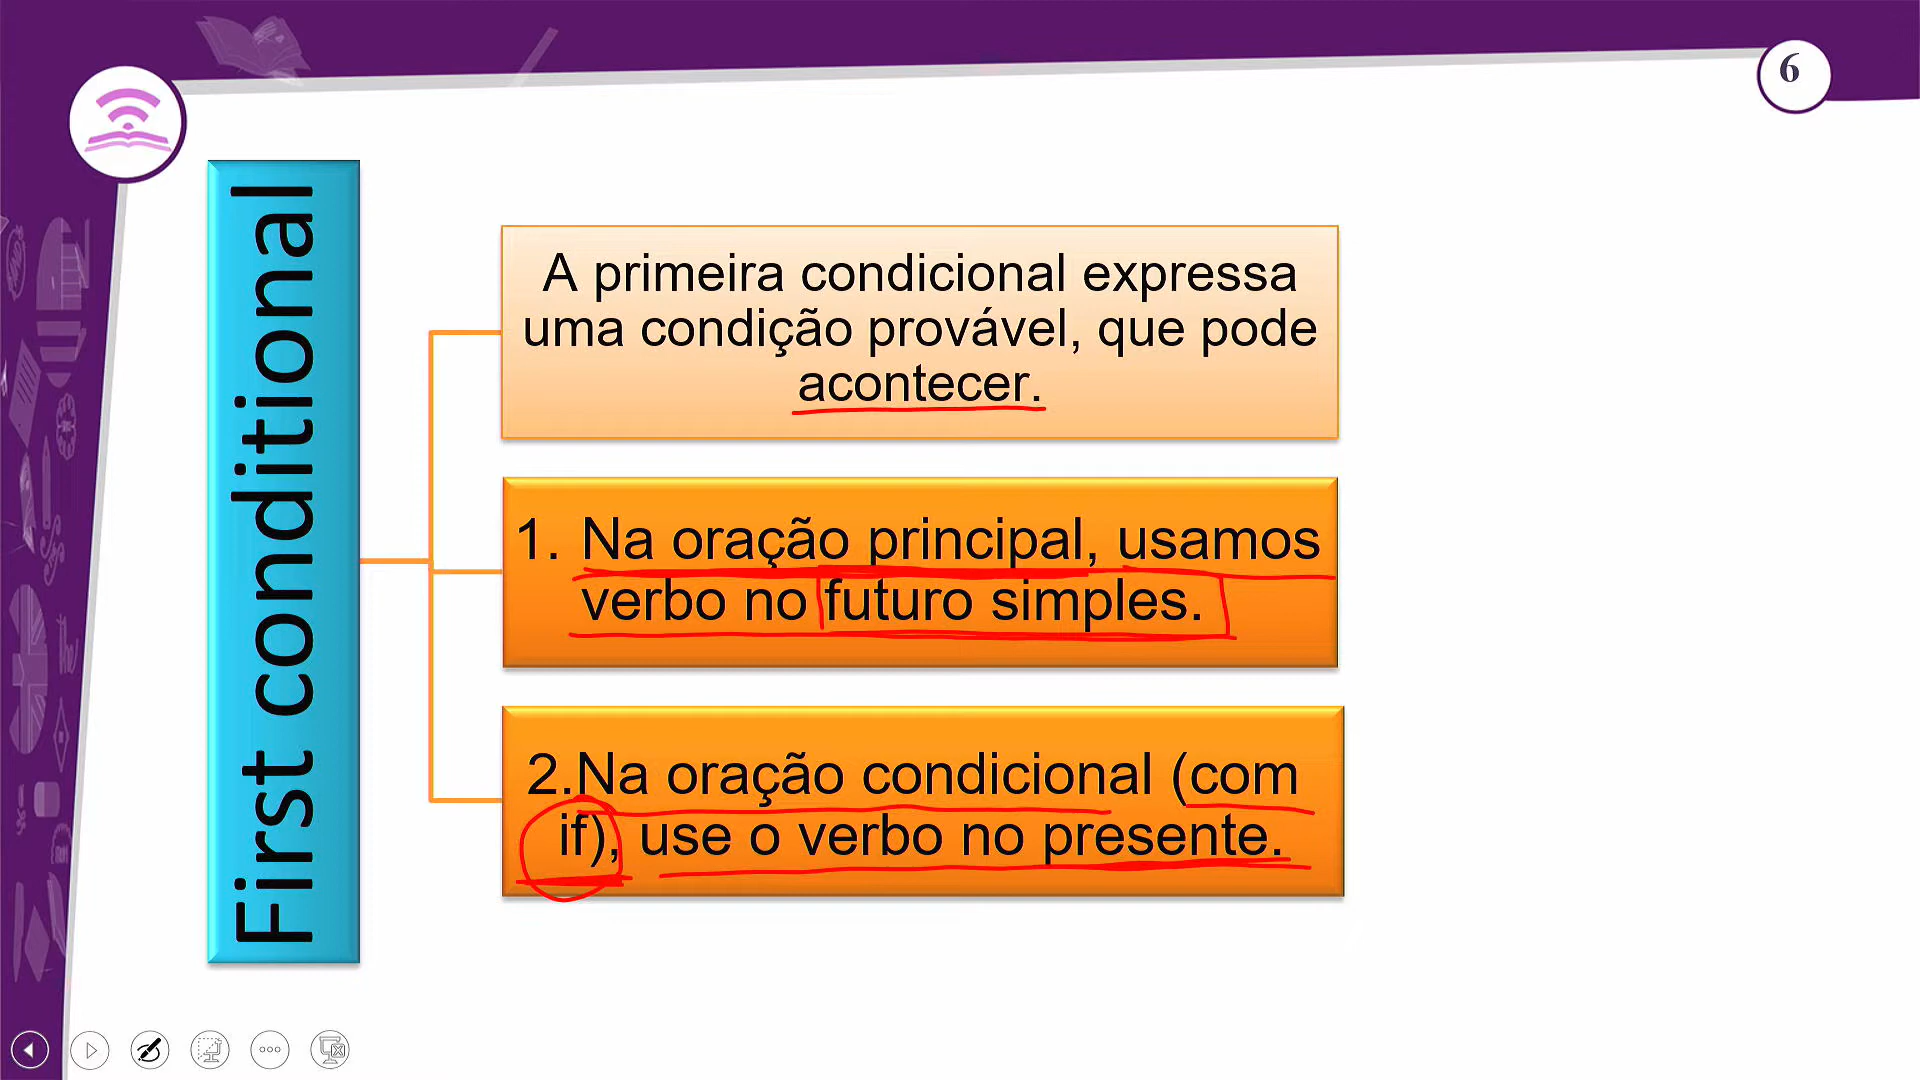 6
First conditional
A primeira condicional expressa
uma condição provável, que pode
acontecer.
1. Na oração principal, usamos
verbo no futuro simples.
2.Na oração condicional (com
if), use o verbo no presente.